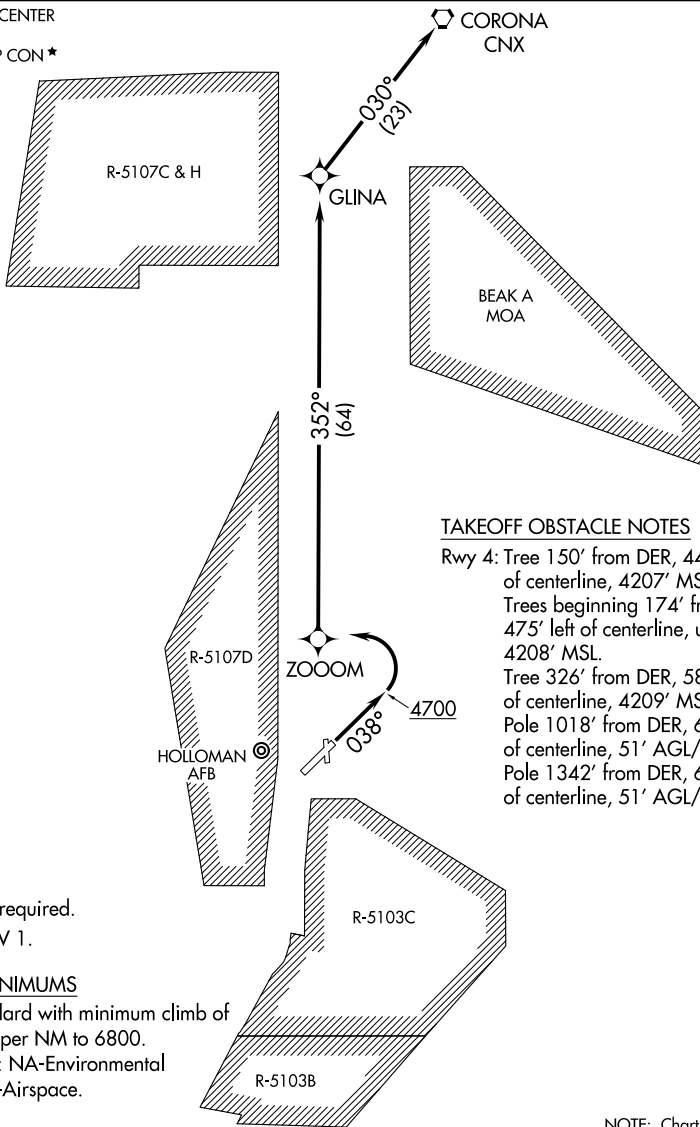 CENTER
CON ★
CORONA
CNX
030°
(23)
R-5107C & H
GLINA
BEAK A
MOA
352°
(64)
TAKEOFF OBSTACLE NOTES
Rwy 4: Tree 150' from DER,
of centerline, 4207'
Trees beginning 174'
475' left of centerline,
4208' MSL.
Tree 326' from DER,
of centerline, 4209'
Pole 1018' from DER,
of centerline, 51' AGL/
Pole 1342' from DER,
of centerline, 51' AGL/
R-5107D
ZOOOM
4700
038°
HOLLOMAN
AFB
required.
1.
R-5103C
NIMUMS
dard with minimum climb of
per NM to 6800.
: NA-Environmental
-Airspace.
R-5103B
NOTE: Chart